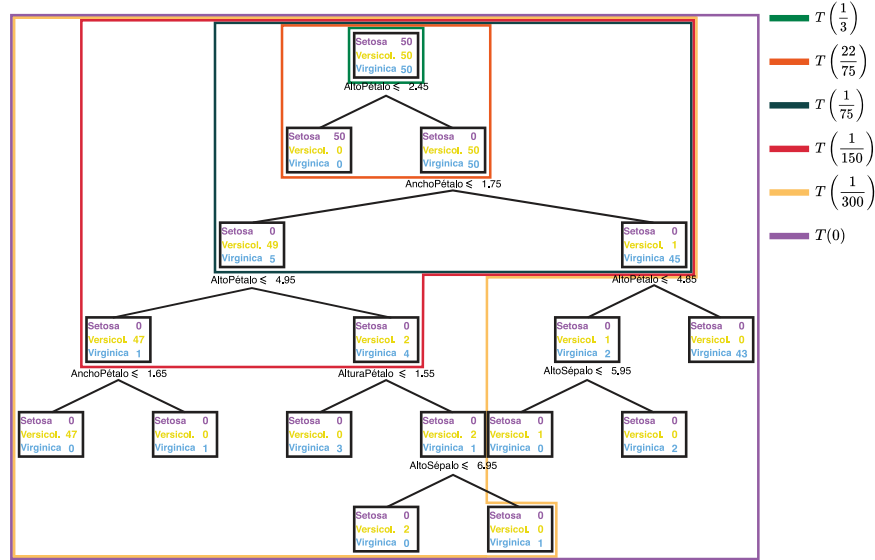 Setosa 50
Versicol. 50
Virginica 50
AltoPétalo ⩽ 2.45
Setosa 50
Versicol. 0
Virginica 0
Setosa 0
Versicol. 50
Virginica 50
AnchoPétalo ⩽ 1.75
Setosa 0
Versicol. 49
Virginica 5
Setosa 0
Versicol. 1
Virginica 45
AltoPétalo ⩽ 4.95
AltoPétalo ⩽ 4.85
Setosa 0
Versicol. 47
Virginica 1
Setosa 0
Versicol. 2
Virginica 4
Setosa 0
Versicol. 1
Virginica 2
Setosa 0
Versicol. 0
Virginica 43
AnchoPétalo ⩽ 1.65
AlturaPétalo ⩽ 1.55
AltoSépalo ⩽ 5.95
Setosa 0
Versicol. 47
Virginica 0
Setosa 0
Versicol. 0
Virginica 1
Setosa 0
Versicol. 0
Virginica 3
Setosa 0
Versicol. 2
Virginica 1
Setosa 0
Versicol. 1
Virginica 0
Setosa 0
Versicol. 0
Virginica 2
AltoSépalo ⩽ 6.95
Setosa 0
Versicol. 2
Virginica 0
Setosa 0
Versicol. 0
Virginica 1
T(1/3)
T(22/75)
T(1/75)
T(1/150)
T(1/300)
T(0)